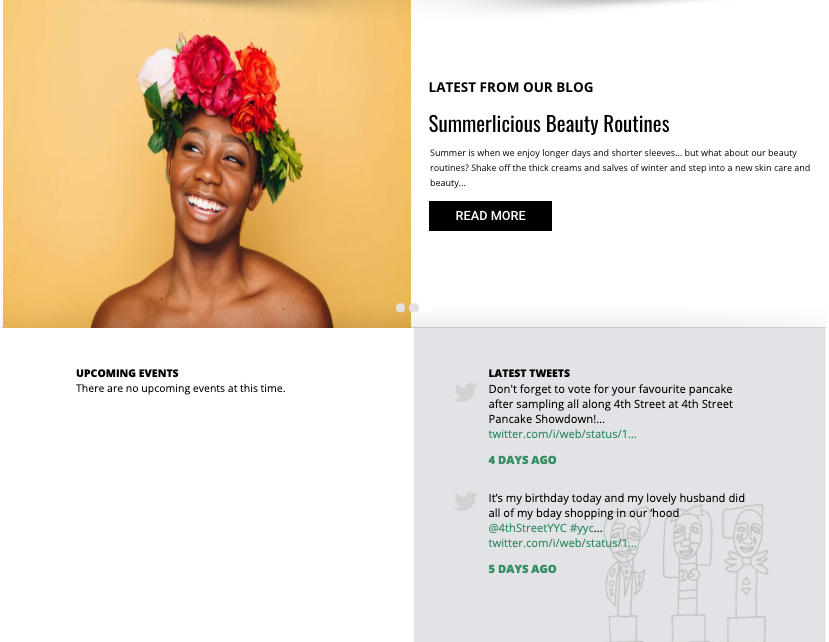 LATEST FROM OUR BLOG
Summerlicious Beauty Routines
Summer is when we enjoy longer days and shorter sleeves... but what about our beauty
routines? Shake off the thick creams and salves of winter and step into a new skin care and
beauty...
READ MORE
UPCOMING EVENTS
There are no upcoming events at this time.
LATEST TWEETS
Don't forget to vote for your favourite pancake
after sampling all along 4th Street at 4th Street
Pancake Showdown!...
twitter.com/i/web/status/1...
4 DAYS AGO
It's my birthday today and my lovely husband did
all of my bday shopping in our 'hood
@4thStreetYYC #yyc...
twitter.com/i/web/status/1...
5 DAYS AGO